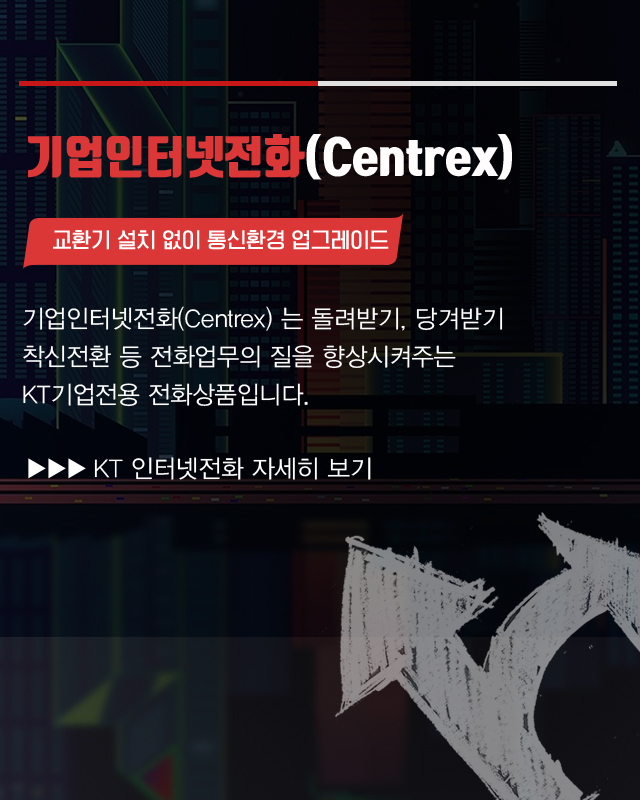 기업인터넷전화(Centrex)
교환기 설치 없이 통신환경 업그레이드
기업인터넷전화(Centrex) 는 돌려받기, 당겨받기
착신전환 등 전화업무의 질을 향상시켜주는
KT기업전용 전화상품입니다.
▶▶▶ KT 인터넷전화 자세히 보기